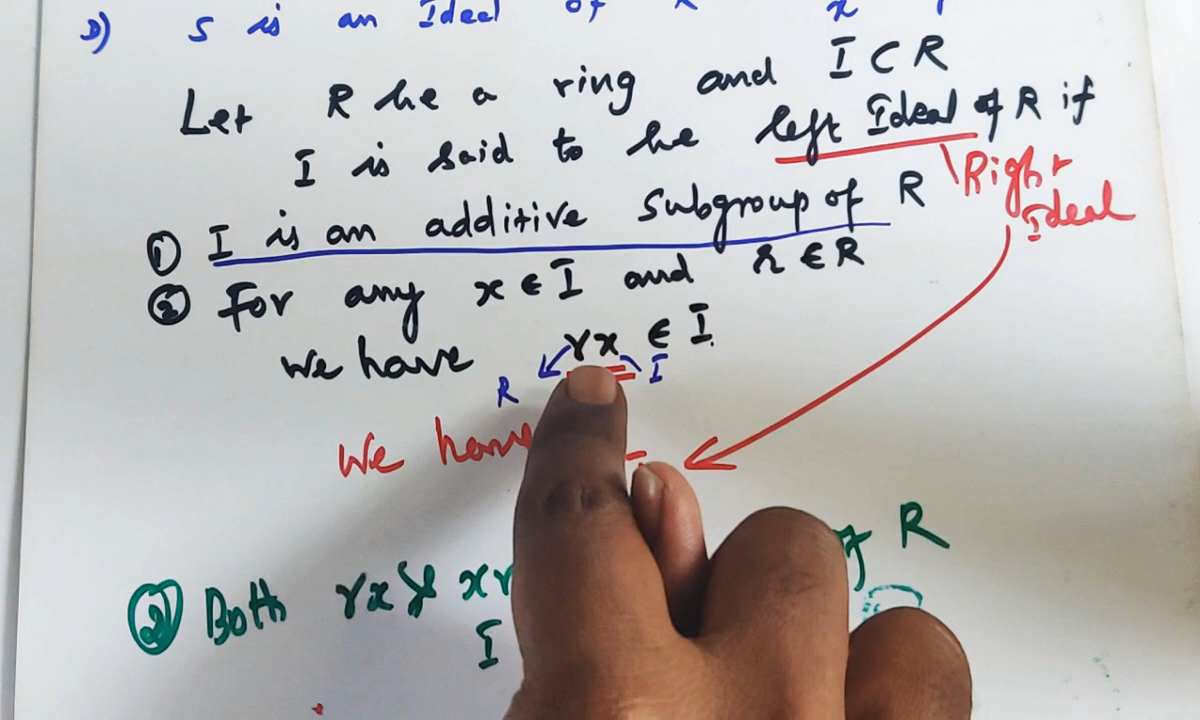 D) S is an Ideal of R x
Let R be a ring and I ⊂ R
I is said to be left Ideal of R if
\Right Ideal
① I is an additive subgroup of R
② For any x ∈ I and r ∈ R
We have rx ∈ I.
R I
We have
② Both rx & xr of R
I